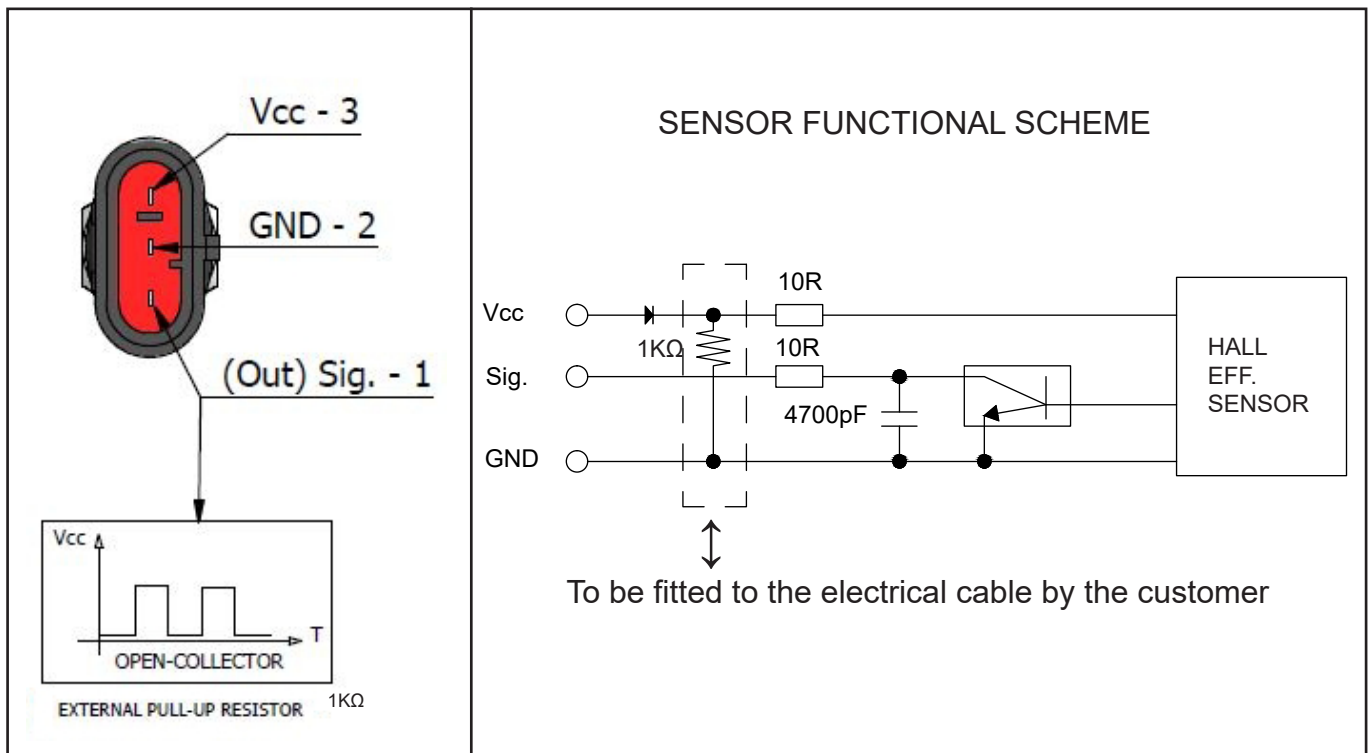 Vcc - 3
GND - 2
(Out) Sig. - 1
Vcc
T
OPEN-COLLECTOR
EXTERNAL PULL-UP RESISTOR 1KΩ
SENSOR FUNCTIONAL SCHEME
10R
Vcc
1KΩ
10R
HALL
EFF.
SENSOR
Sig.
4700pF
GND
To be fitted to the electrical cable by the customer